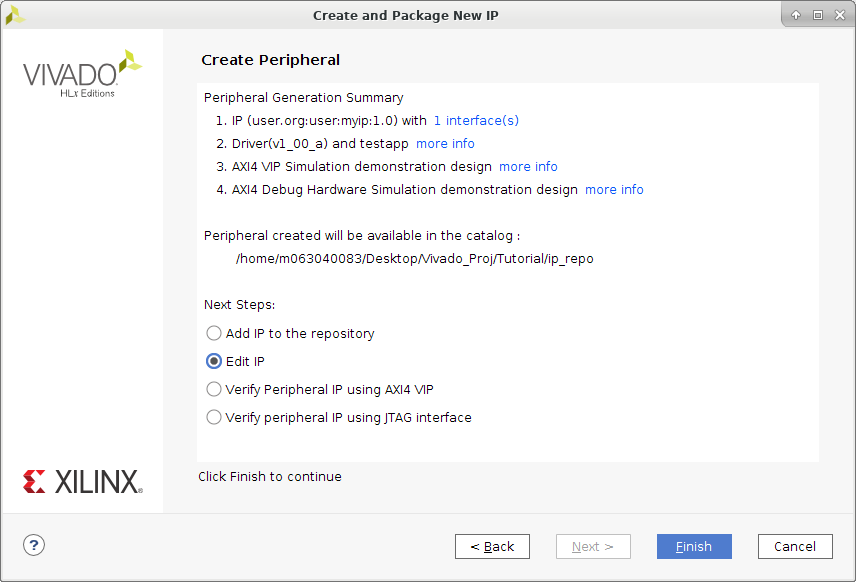 Create and Package New IP
VIVADO
HLx Editions
Create Peripheral
Peripheral Generation Summary
1. IP (user.org:user:myip:1.0) with 1 interface(s)
2. Driver(v1_00_a) and testapp more info
3. AXI4 VIP Simulation demonstration design more info
4. AXI4 Debug Hardware Simulation demonstration design more info
Peripheral created will be available in the catalog :
/home/m063040083/Desktop/Vivado_Proj/Tutorial/ip_repo
Next Steps:
Add IP to the repository
Edit IP
Verify Peripheral IP using AXI4 VIP
Verify peripheral IP using JTAG interface
Click Finish to continue
XILINX
?
< Back
Next >
Finish
Cancel